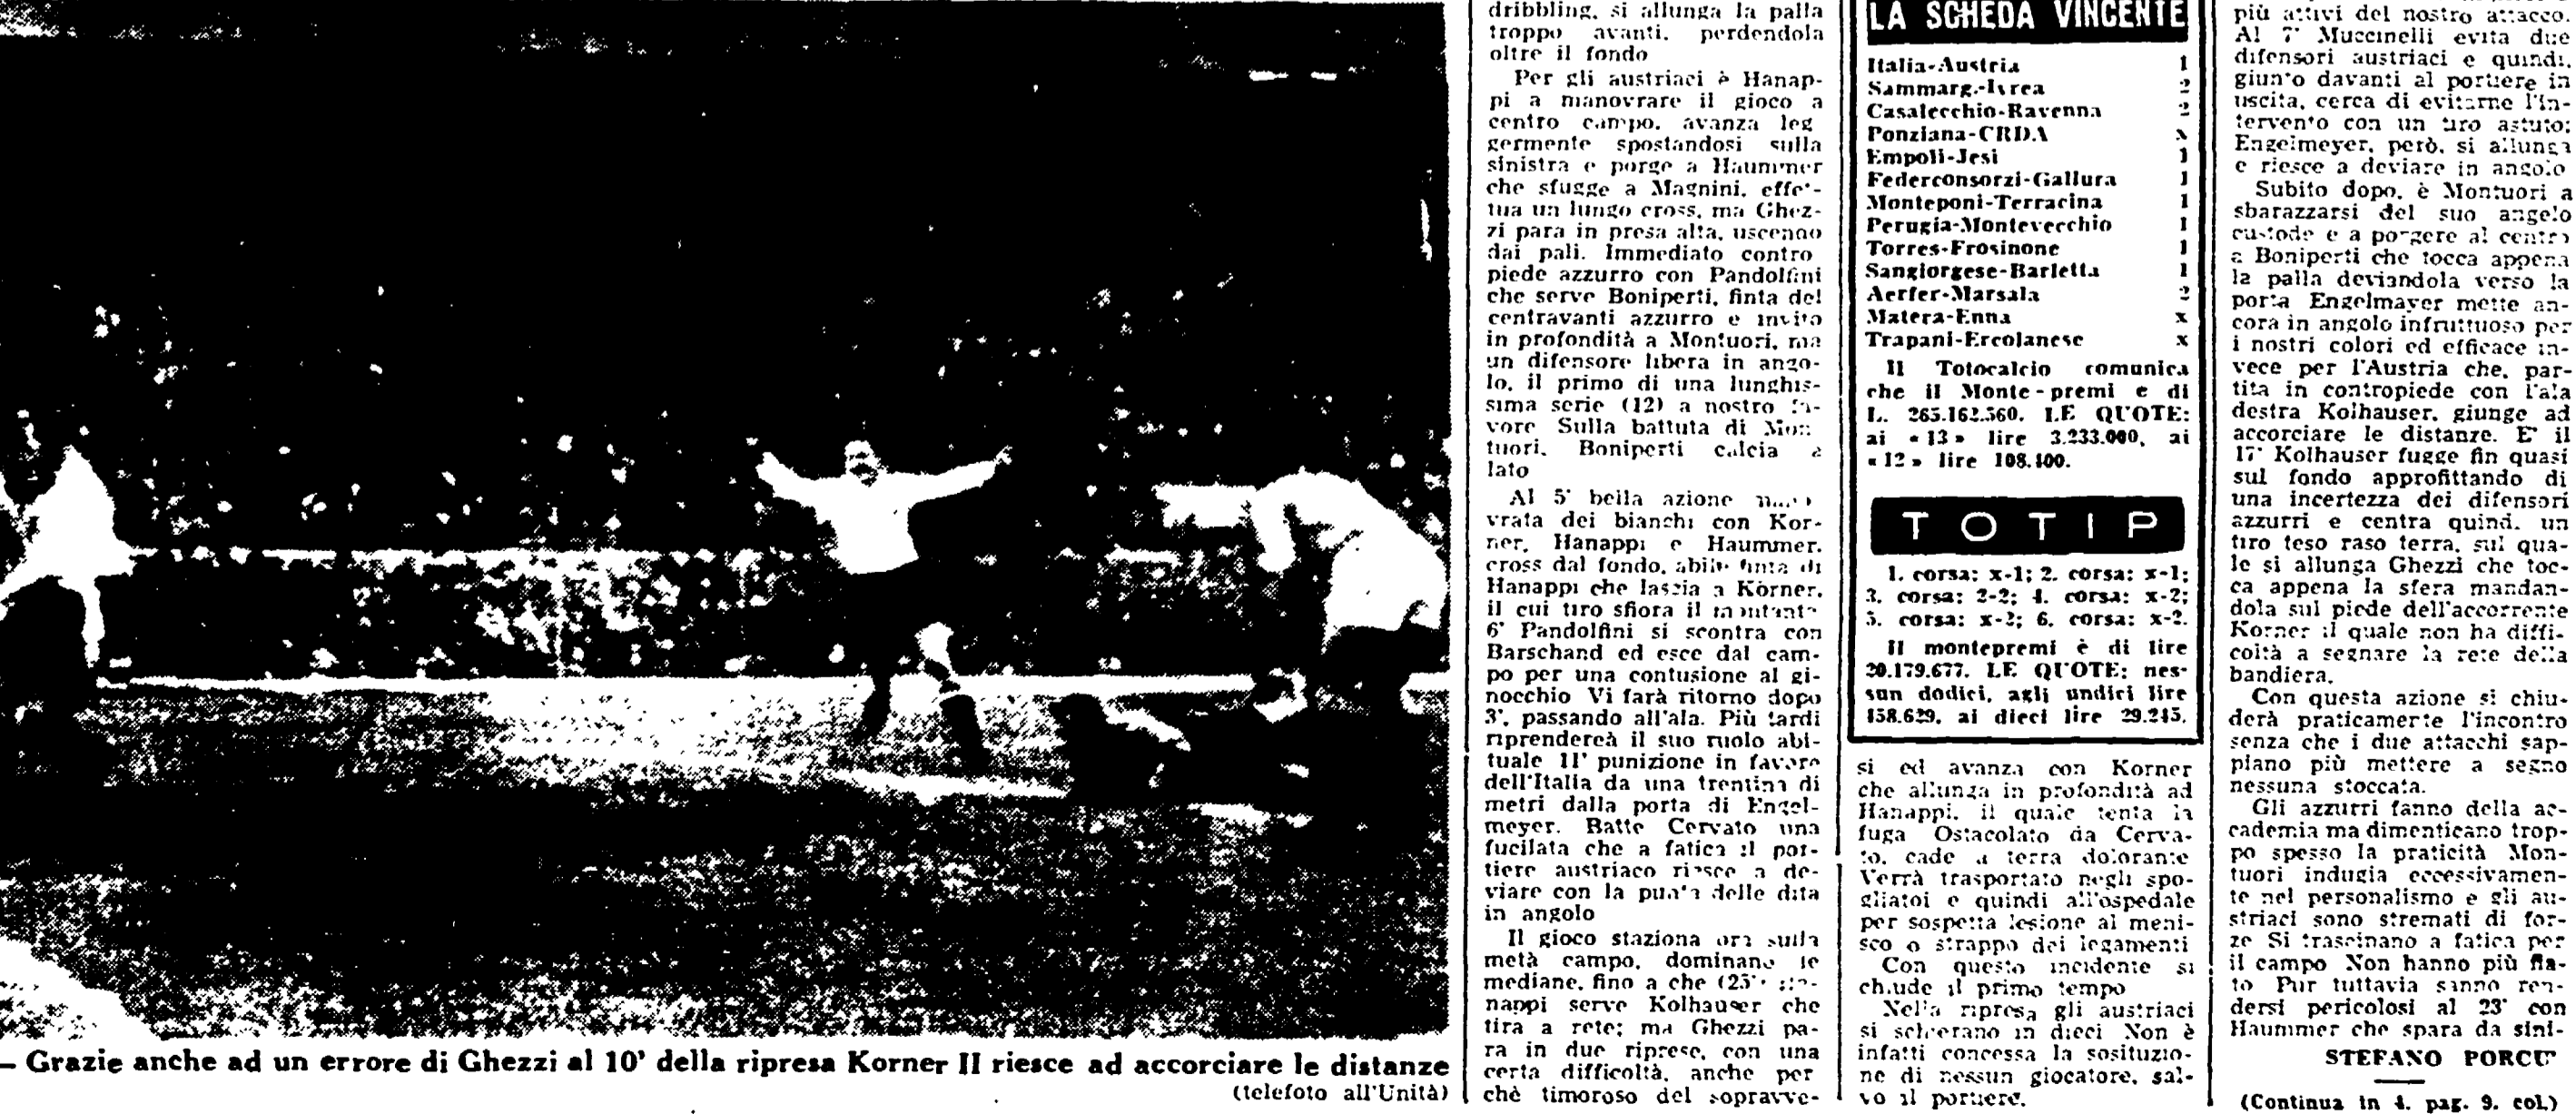 — Grazie anche ad un errore di Ghezzi al 10' della ripresa Korner II riesce ad accorciare le distanze
(telefoto all'Unità)
dribbling, si allunga la palla
troppo avanti, perdendola
oltre il fondo
Per gli austriaci è Hanap-
pi a manovrare il gioco a
centro campo, avanza leg
germente spostandosi sulla
sinistra e porge a Haummer
che sfugge a Magnini, effet-
tua un lungo cross, ma Ghez-
zi para in presa alta, uscendo
dai pali. Immediato contro
piede azzurro con Pandolfini
che serve Boniperti, finta del
centravanti azzurro e invito
in profondità a Montuori, ma
un difensore libera in ango-
lo, il primo di una lunghis-
sima serie (12) a nostro fa-
vore Sulla battuta di Mon
tuori, Boniperti calcia a
lato
Al 5' bella azione
vrata dei bianchi con Kor-
ner, Hanappi e Haummer,
cross dal fondo, abile finta di
Hanappi che lascia a Korner,
il cui tiro sfiora il montante
6' Pandolfini si scontra con
Barschand ed esce dal cam-
po per una contusione al gi-
nocchio Vi farà ritorno dopo
3', passando all'ala. Più tardi
riprenderà il suo ruolo abi-
tuale 11' punizione in favore
dell'Italia da una trentina di
metri dalla porta di Engel-
meyer. Batte Cervato una
fucilata che a fatica il por-
tiere austriaco riesce a de-
viare con la punta delle dita
in angolo
Il gioco staziona ora sulla
metà campo, dominano le
mediane, fino a che (25')
nappi serve Kolhauser che
tira a rete; ma Ghezzi pa-
ra in due riprese, con una
certa difficoltà, anche per
chè timoroso del sopravve-
LA SCHEDA VINCENTE
Italia-Austria 1
Sammarg.-Ivrea 2
Casalecchio-Ravenna 2
Ponziana-CRDA x
Empoli-Jesi 1
Federconsorzi-Gallura 1
Monteponi-Terracina 1
Perugia-Montevecchio 1
Torres-Frosinone 1
Sangiorgese-Barletta 1
Aerfer-Marsala 2
Matera-Enna x
Trapani-Ercolanese x
Il Totocalcio comunica
che il Monte-premi e di
L. 265.162.560. LE QUOTE:
ai «13» lire 3.233.000, ai
«12» lire 108.400.
TOTIP
1. corsa: x-1; 2. corsa: x-1;
3. corsa: 2-2; 4. corsa: x-2;
5. corsa: x-2; 6. corsa: x-2.
Il montepremi è di lire
20.179.677. LE QUOTE: nes-
sun dodici, agli undici lire
458.629, ai dieci lire 29.245.
si ed avanza con Korner
che allunga in profondità ad
Hanappi, il quale tenta la
fuga Ostacolato da Cerva-
to, cade a terra dolorante
Verrà trasportato negli spo-
gliatoi e quindi all'ospedale
per sospetta lesione al meni-
sco o strappo dei legamenti
Con questo incidente si
chiude il primo tempo
Nella ripresa gli austriaci
si schierano in dieci Non è
infatti concessa la sosituzio-
ne di nessun giocatore, sal-
vo il portiere.
più attivi del nostro attacco.
Al 7' Muccinelli evita due
difensori austriaci e quindi,
giunto davanti al portiere in
uscita, cerca di evitarne l'in-
tervento con un tiro astuto:
Engelmeyer, però, si allunga
e riesce a deviare in angolo
Subito dopo, è Montuori a
sbarazzarsi del suo angelo
custode e a porgere al centro
a Boniperti che tocca appena
la palla deviandola verso la
porta Engelmayer mette an-
cora in angolo infruttuoso per
i nostri colori ed efficace in-
vece per l'Austria che, par-
tita in contropiede con l'ala
destra Kolhauser, giunge ad
accorciare le distanze. E' il
17' Kolhauser fugge fin quasi
sul fondo approfittando di
una incertezza dei difensori
azzurri e centra quind. un
tiro teso raso terra, sul qua-
le si allunga Ghezzi che toc-
ca appena la sfera mandan-
dola sul piede dell'accorrente
Korner il quale non ha diffi-
coltà a segnare la rete della
bandiera.
Con questa azione si chiu-
derà praticamente l'incontro
senza che i due attacchi sap-
piano più mettere a segno
nessuna stoccata.
Gli azzurri fanno della ac-
cademia ma dimenticano trop-
po spesso la praticità Mon-
tuori indugia eccessivamen-
te nel personalismo e gli au-
striaci sono stremati di for-
ze Si trascinano a fatica per
il campo Non hanno più fia-
to Pur tuttavia sanno ren-
dersi pericolosi al 23' con
Haummer che spara da sini-
STEFANO PORCU'
(Continua in 4. pag. 9. col.)